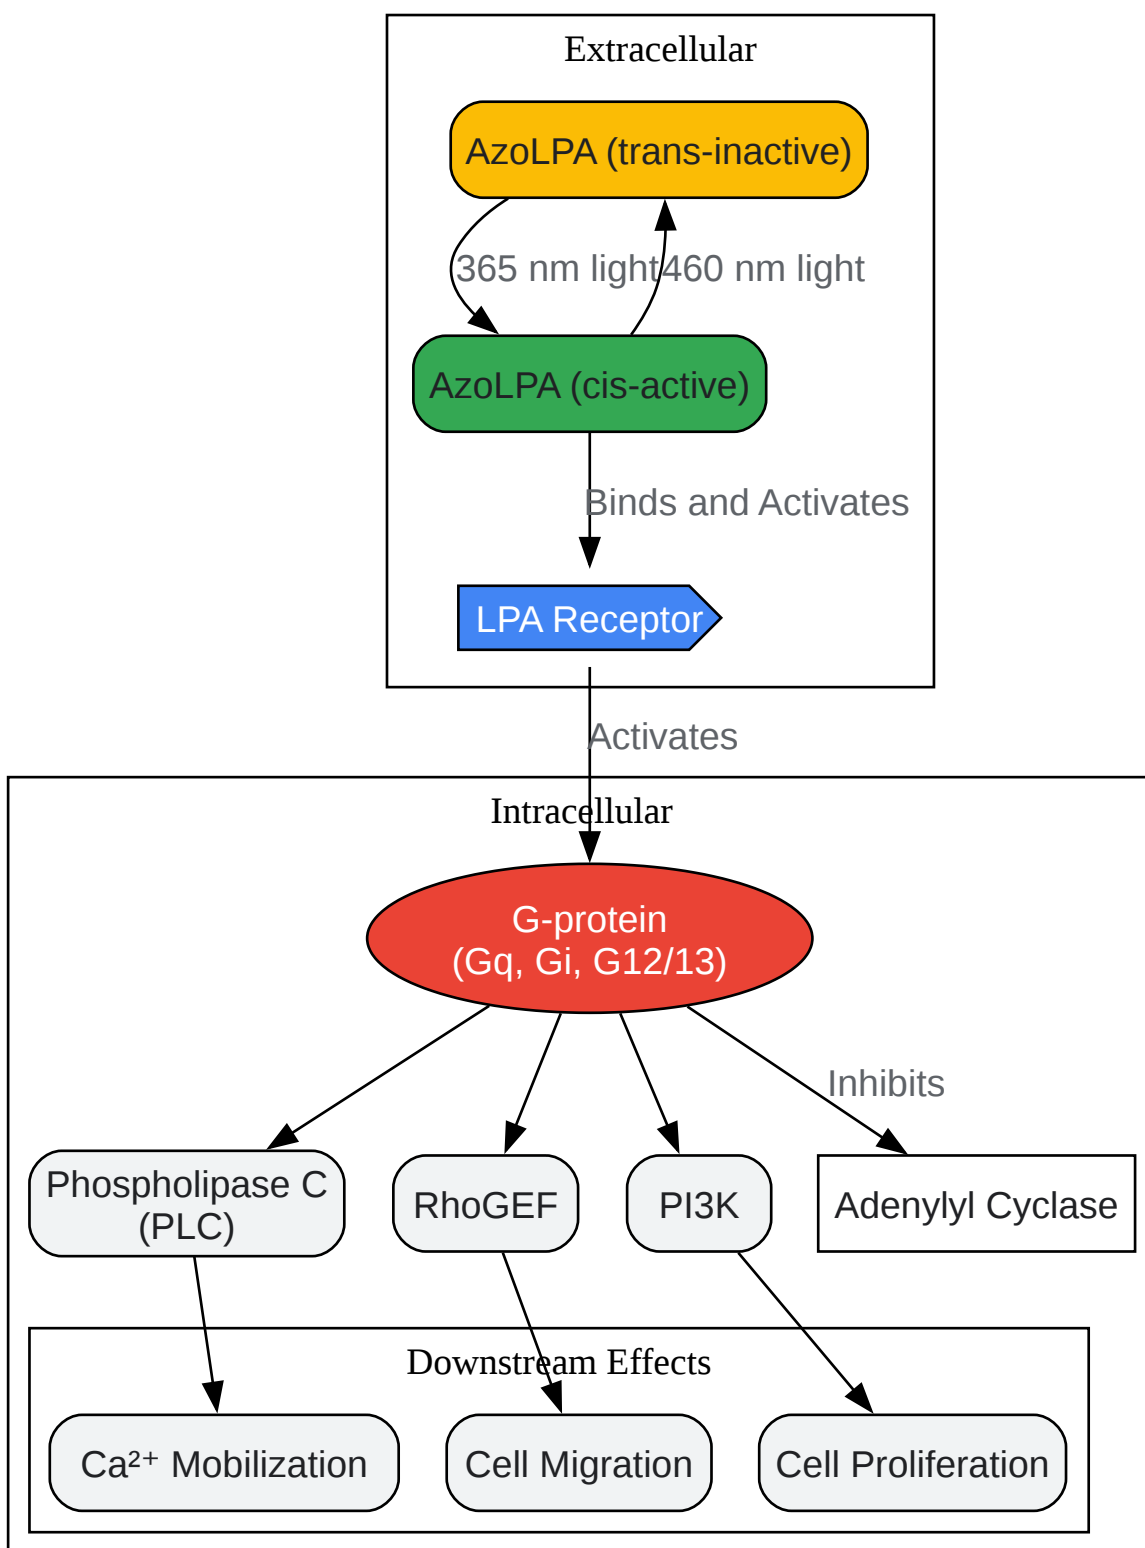 Extracellular
AzoLPA (trans-inactive)
365 nm light
460 nm light
AzoLPA (cis-active)
Binds and Activates
LPA Receptor
Activates
Intracellular
G-protein
(Gq, Gi, G12/13)
Inhibits
Phospholipase C
(PLC)
RhoGEF
PI3K
Adenylyl Cyclase
Downstream Effects
Ca²⁺ Mobilization
Cell Migration
Cell Proliferation